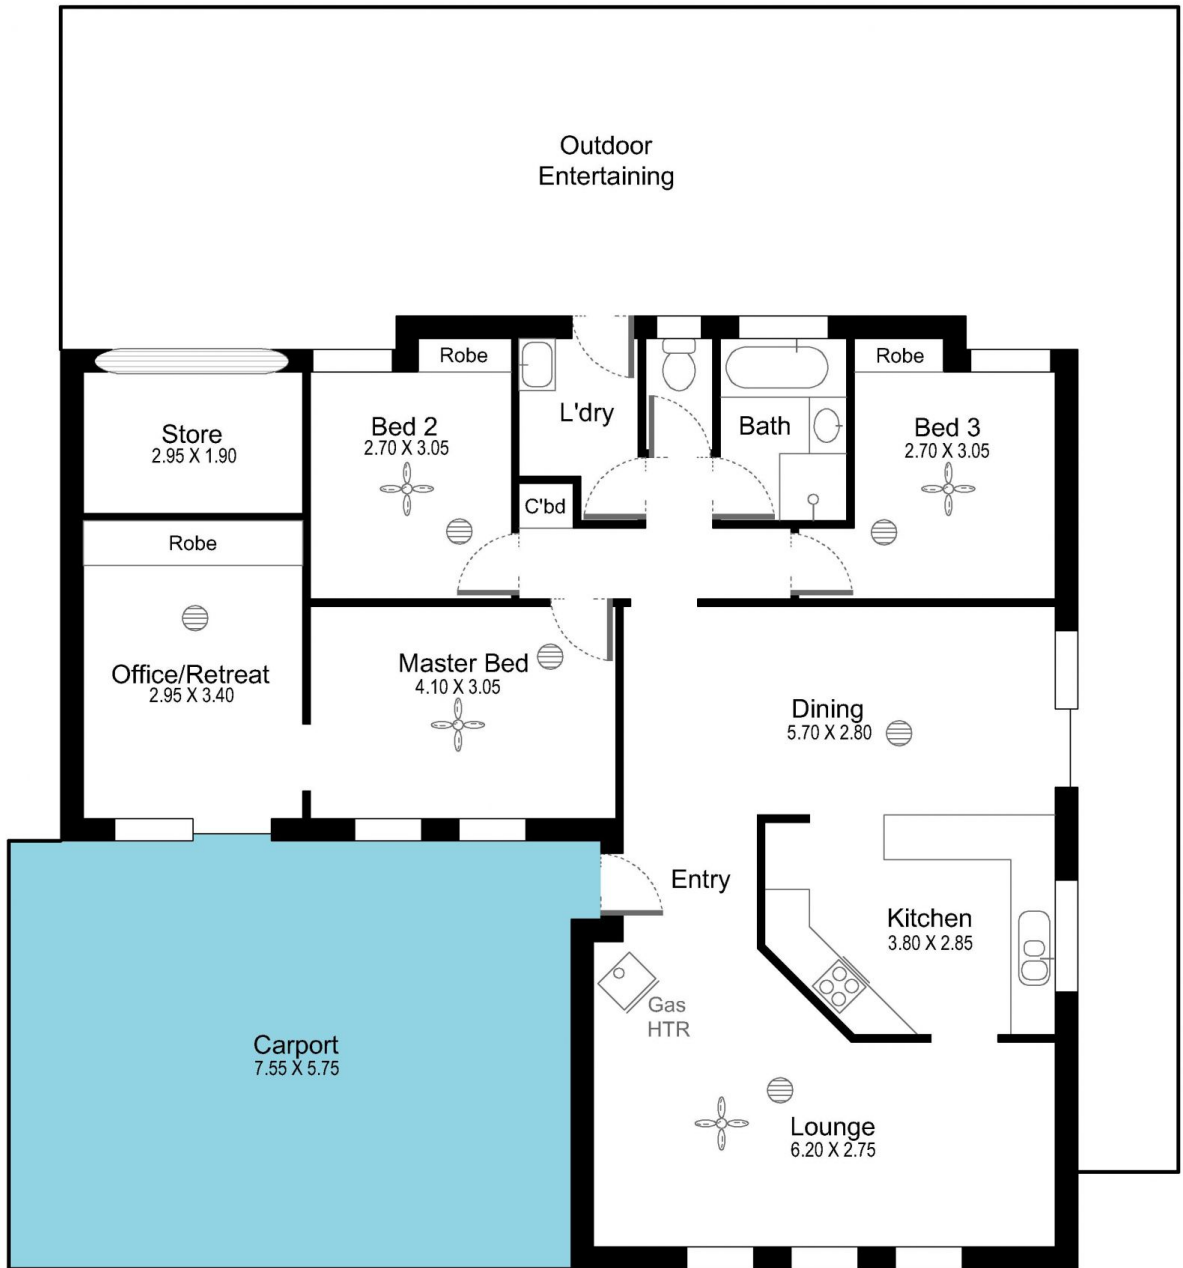 Outdoor
Entertaining
Robe
Robe
Store
2.95 X 1.90
Bed 2
2.70 X 3.05
L'dry
Bath
Bed 3
2.70 X 3.05
C'bd
Robe
Office/Retreat
2.95 X 3.40
Master Bed
4.10 X 3.05
Dining
5.70 X 2.80
Entry
Kitchen
3.80 X 2.85
Gas
HTR
Carport
7.55 X 5.75
Lounge
6.20 X 2.75